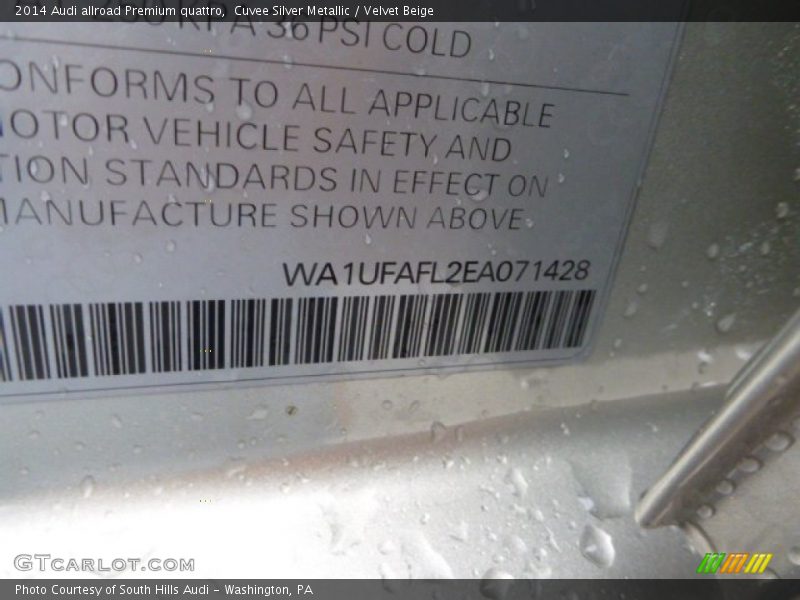 2014 Audi allroad Premium quattro,  Cuvee Silver Metallic / Velvet Beige
KPA 36 PSI COLD
ONFORMS TO ALL APPLICABLE
OTOR VEHICLE SAFETY AND
TION STANDARDS IN EFFECT ON
MANUFACTURE SHOWN ABOVE
WA1UFAFL2EA071428
GTCARLOT.COM
Photo Courtesy of South Hills Audi - Washington, PA